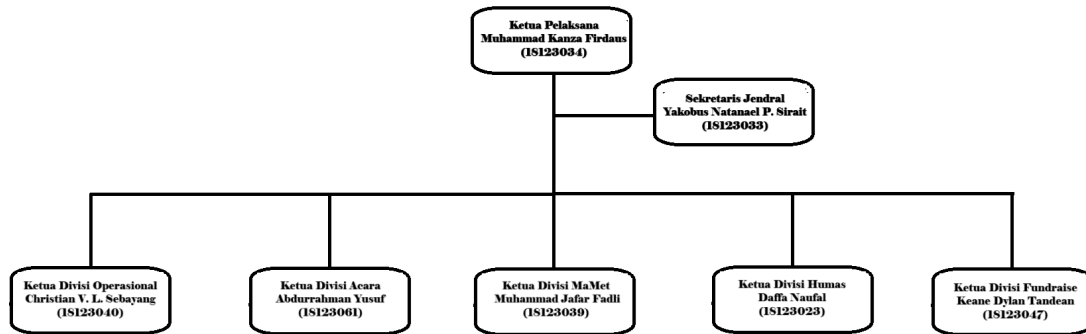 Ketua Pelaksana
Muhammad Kanza Firdaus
(18123034)
Sekretaris Jendral
Yakobus Natanael P. Sirait
(18123033)
Ketua Divisi Operasional
Christian V. L. Sebayang
(18123040)
Ketua Divisi Acara
Abdurrahman Yusuf
(18123061)
Ketua Divisi MaMet
Muhammad Jafar Fadli
(18123039)
Ketua Divisi Humas
Daffa Naufal
(18123023)
Ketua Divisi Fundraise
Keane Dylan Tandean
(18123047)